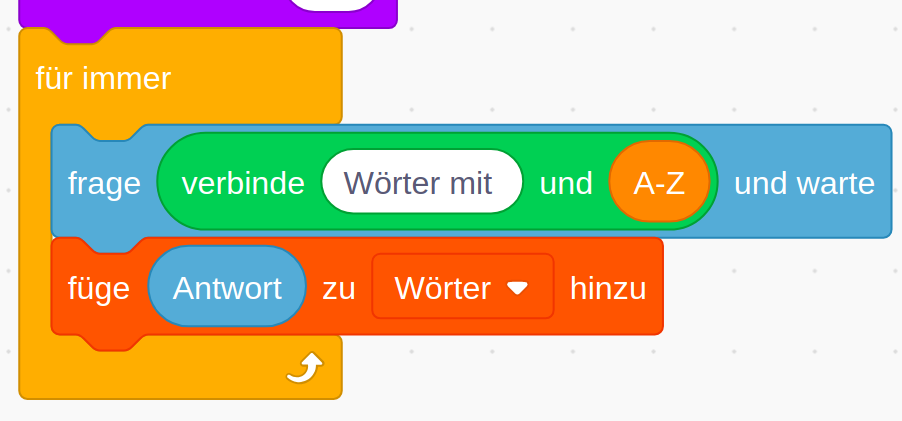 für immer
frage verbinde Wörter mit und A-Z und warte
füge Antwort zu Wörter hinzu